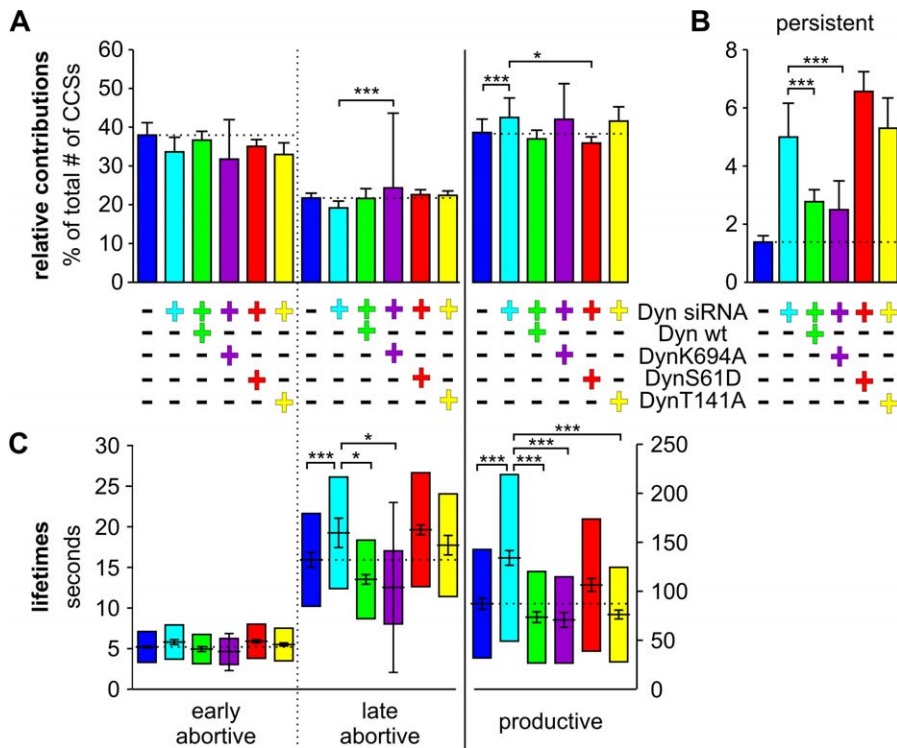 A
relative contributions
% of total # of CCSs
60
50
40
30
20
10
0
***
***
*
B
persistent
***
***
8
6
4
2
0
- + + + + + - + + + + + - + + + + + Dyn siRNA - + + + + +
- - + - - - - - + - - - - - + - - - Dyn wt - - + - - -
- - - + - - - - - + - - - - - + - - DynK694A - - - + - -
- - - - + - - - - - + - - - - - + - DynS61D - - - - + -
- - - - - + - - - - - + - - - - - + DynT141A - - - - - +
C
lifetimes
seconds
30
25
20
15
10
5
0
***
*
*
***
***
***
***
250
200
150
100
50
0
early
abortive
late
abortive
productive